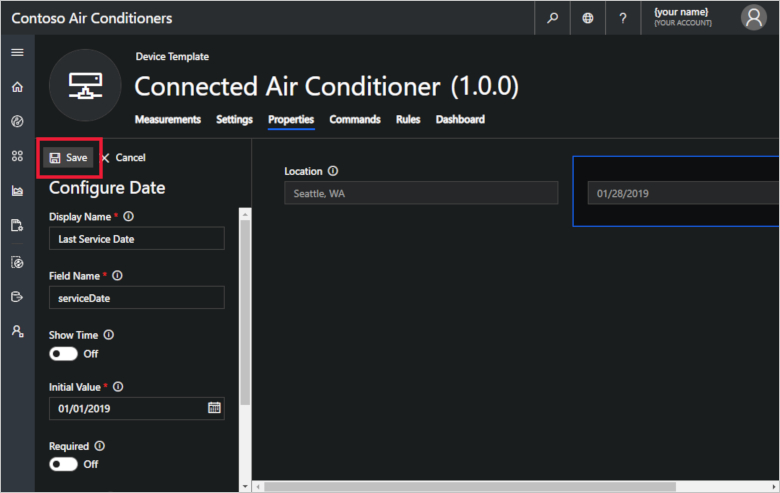 Contoso Air Conditioners
?
{your name}
{YOUR ACCOUNT}
Device Template
Connected Air Conditioner (1.0.0)
Measurements Settings Properties Commands Rules Dashboard
Save Cancel
Configure Date
Display Name *
Last Service Date
Field Name *
serviceDate
Show Time
Off
Initial Value *
01/01/2019
Required
Off
Location
Seattle, WA
01/28/2019